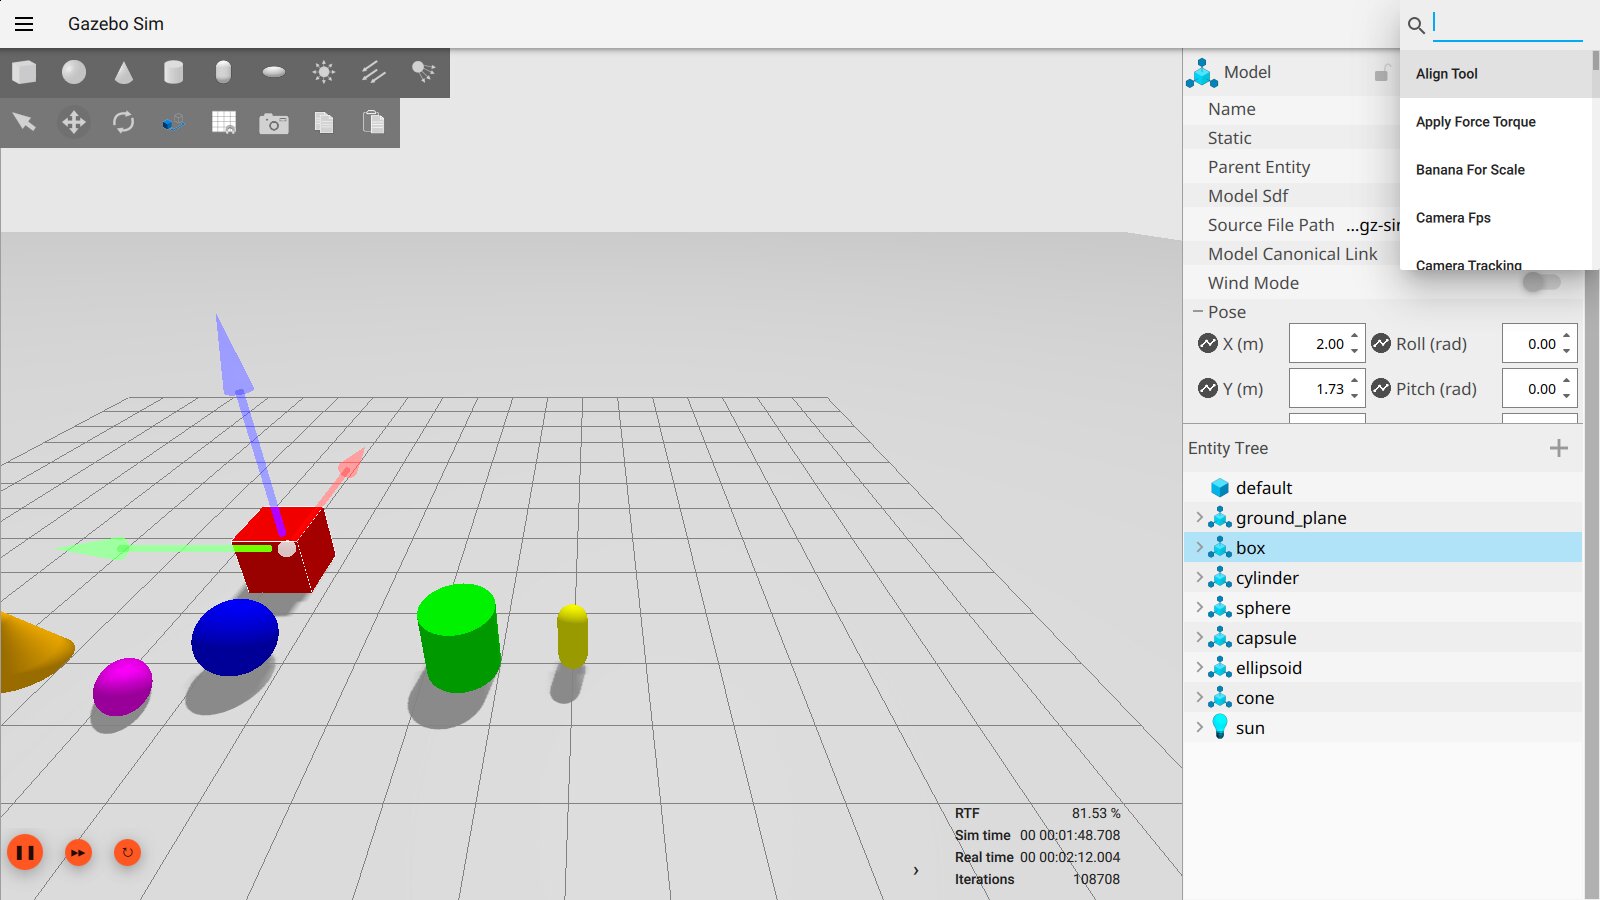 Gazebo Sim
Align Tool
Apply Force Torque
Banana For Scale
Camera Fps
Camera Tracking
Model
Name
Static
Parent Entity
Model Sdf
Source File Path ...gz-sir
Model Canonical Link
Wind Mode
Pose
X (m) 2.00 Roll (rad) 0.00
Y (m) 1.73 Pitch (rad) 0.00
Entity Tree
default
ground_plane
box
cylinder
sphere
capsule
ellipsoid
cone
sun
RTF 81.53 %
Sim time 00 00:01:48.708
Real time 00 00:02:12.004
Iterations 108708